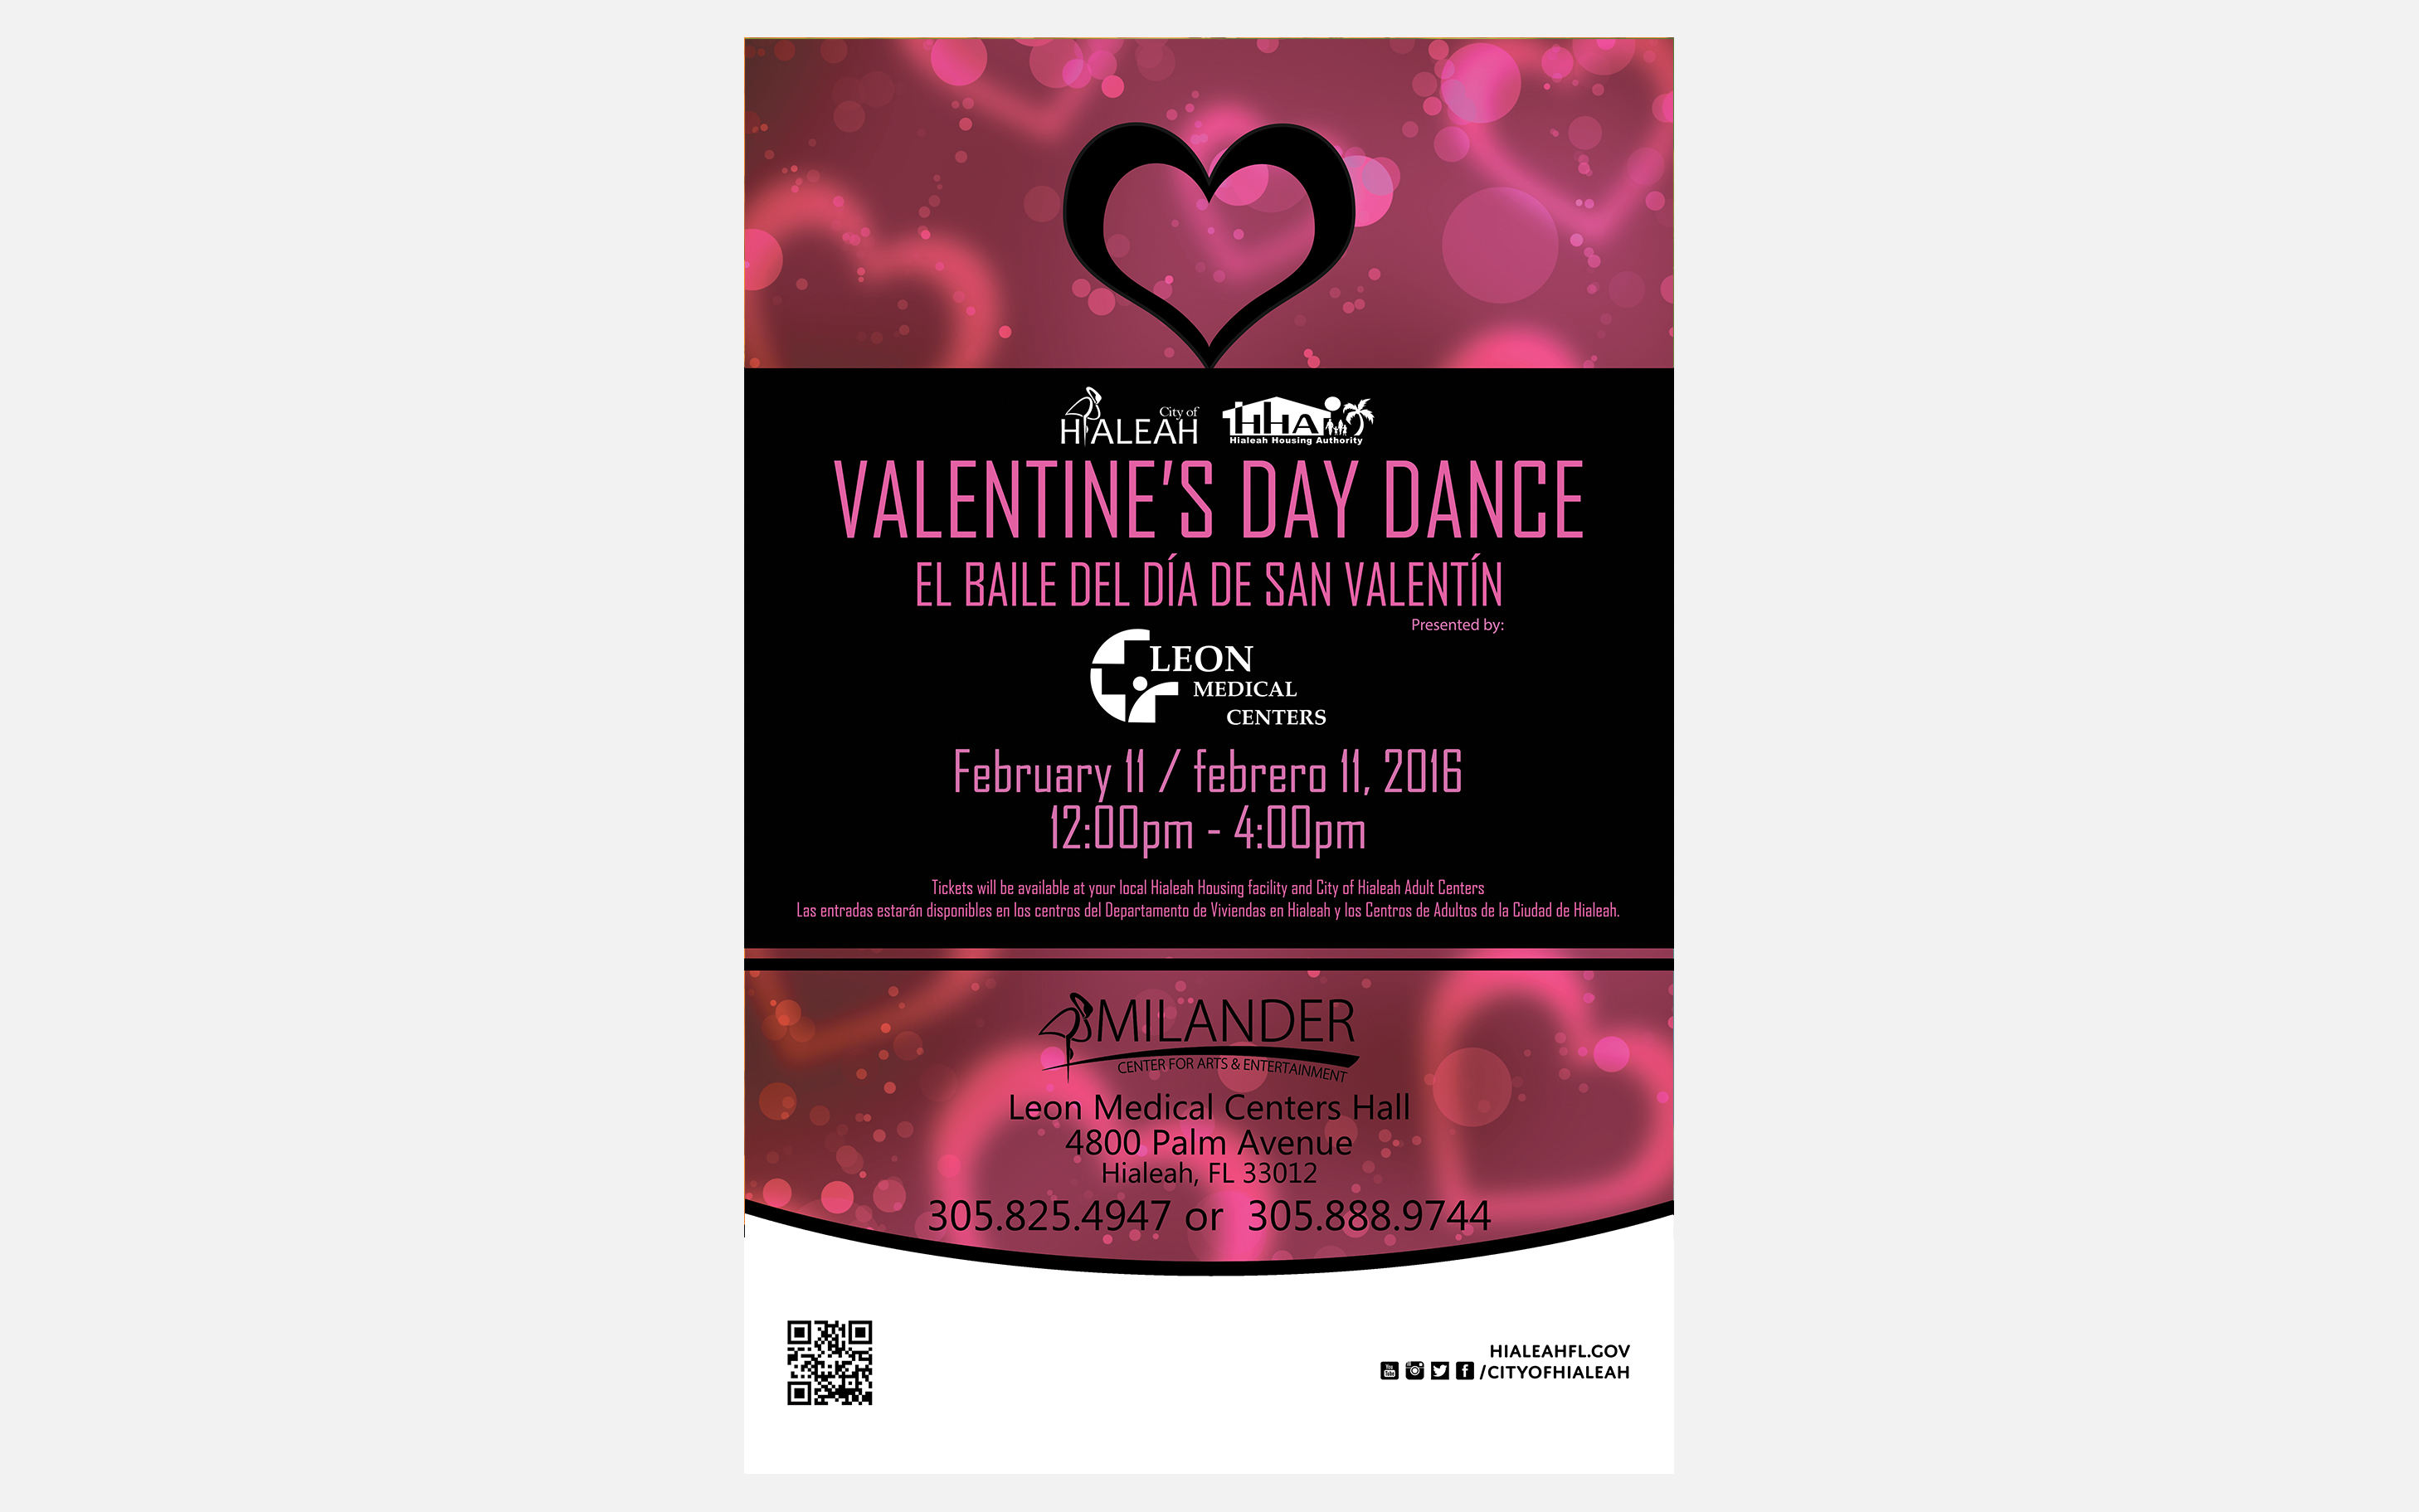 City of
HIALEAH
HHA
Hialeah Housing Authority
VALENTINE'S DAY DANCE
EL BAILE DEL DÍA DE SAN VALENTÍN
Presented by:
LEON
MEDICAL
CENTERS
February 11 / febrero 11, 2016
12:00pm - 4:00pm
Tickets will be available at your local Hialeah Housing facility and City of Hialeah Adult Centers
Las entradas estarán disponibles en los centros del Departamento de Viviendas en Hialeah y los Centros de Adultos de la Ciudad de Hialeah.
MILANDER
CENTER FOR ARTS & ENTERTAINMENT
Leon Medical Centers Hall
4800 Palm Avenue
Hialeah, FL 33012
305.825.4947 or 305.888.9744
HIALEAHFL.GOV
You Tube f /CITYOFHIALEAH